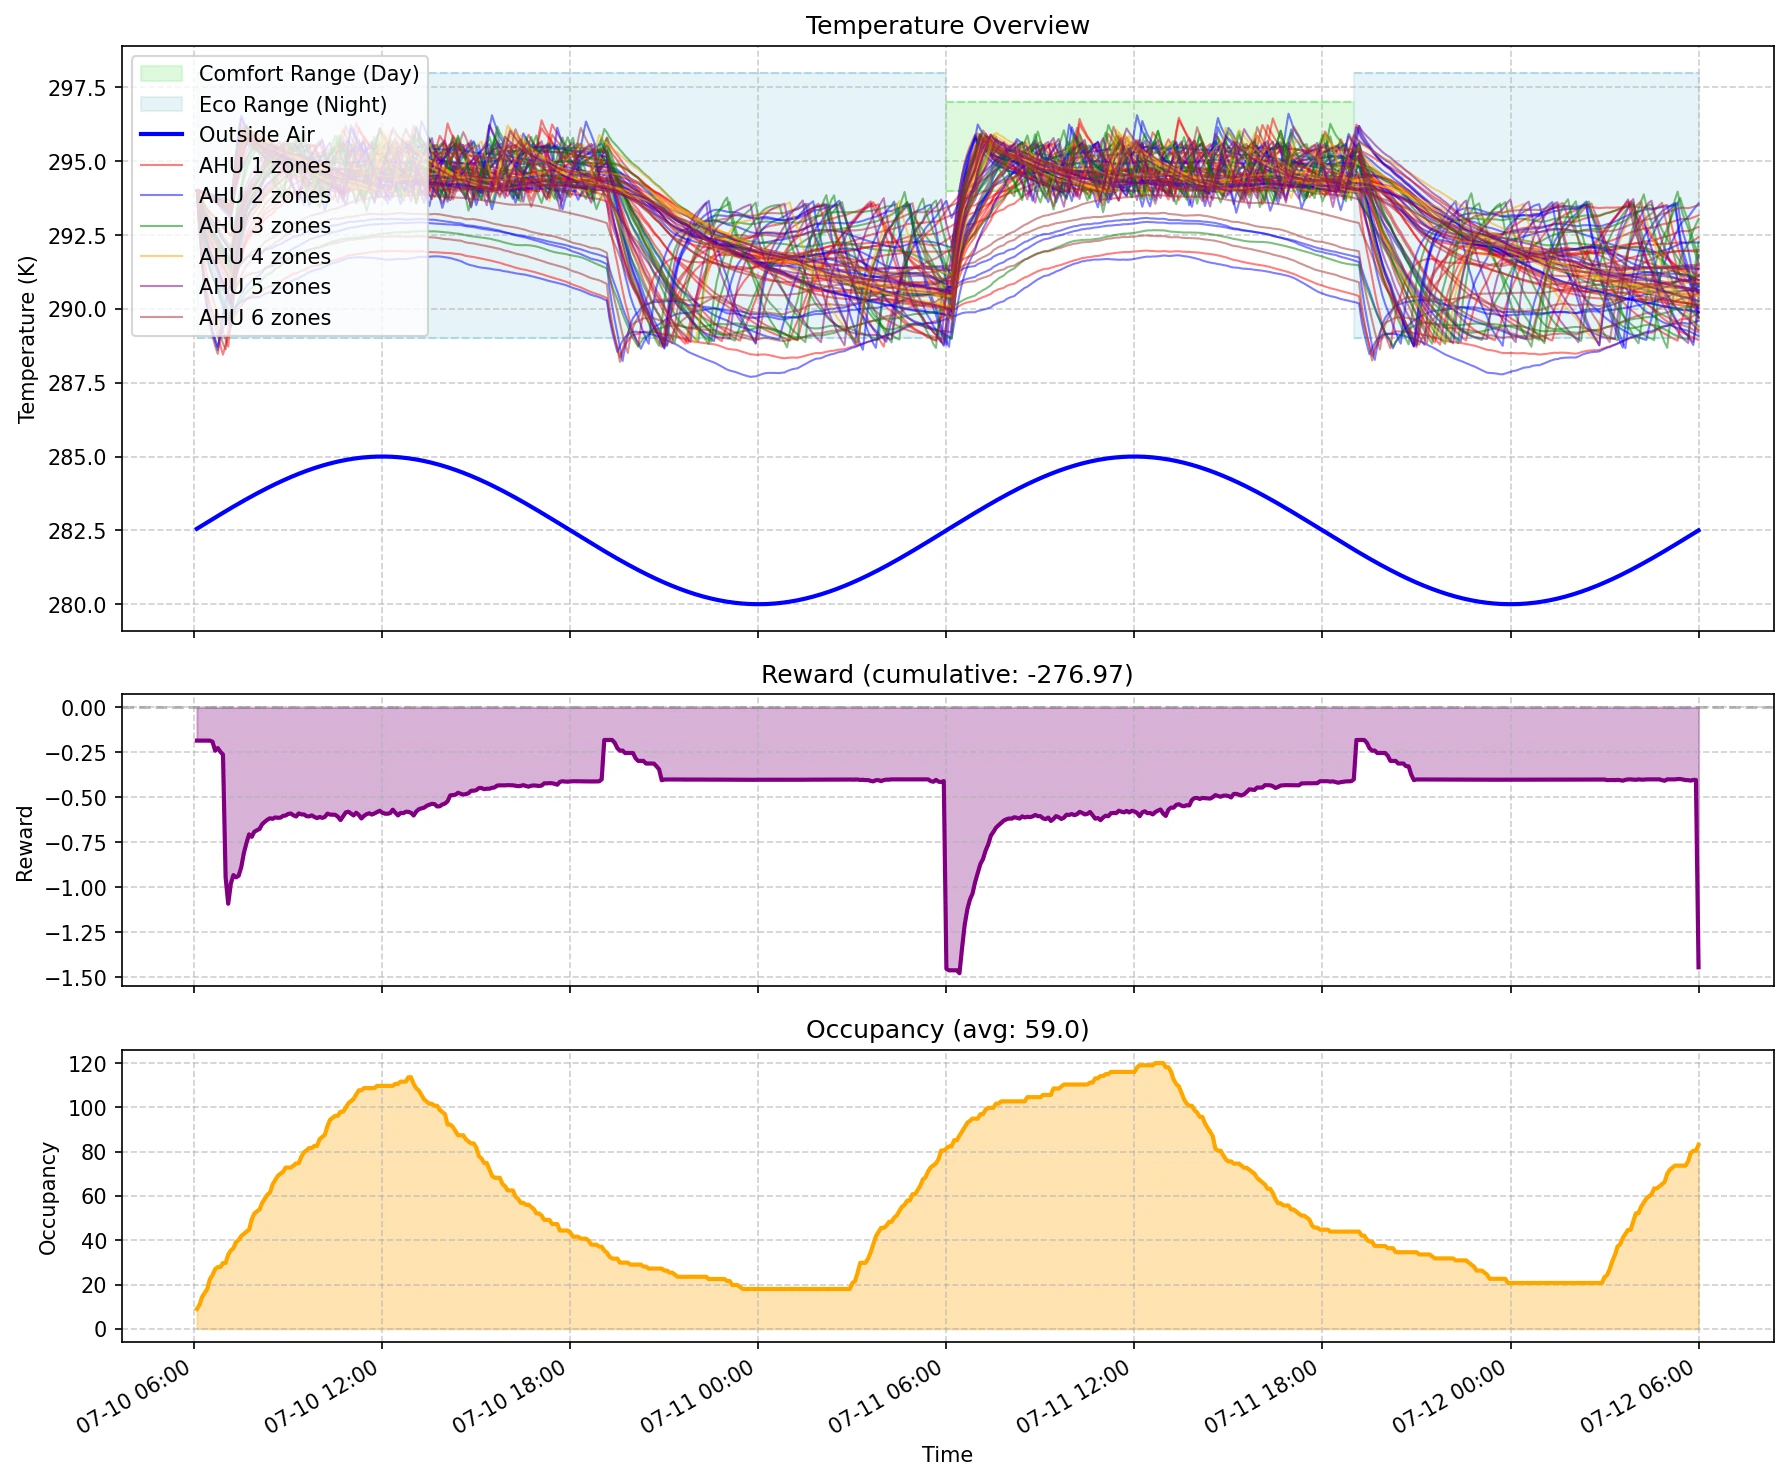 Temperature Overview
Comfort Range (Day)
Eco Range (Night)
Outside Air
AHU 1 zones
AHU 2 zones
AHU 3 zones
AHU 4 zones
AHU 5 zones
AHU 6 zones
Temperature (K)
297.5
295.0
292.5
290.0
287.5
285.0
282.5
280.0
Reward (cumulative: -276.97)
Reward
0.00
−0.25
−0.50
−0.75
−1.00
−1.25
−1.50
Occupancy (avg: 59.0)
Occupancy
120
100
80
60
40
20
0
07-10 06:00
07-10 12:00
07-10 18:00
07-11 00:00
07-11 06:00
07-11 12:00
07-11 18:00
07-12 00:00
07-12 06:00
Time